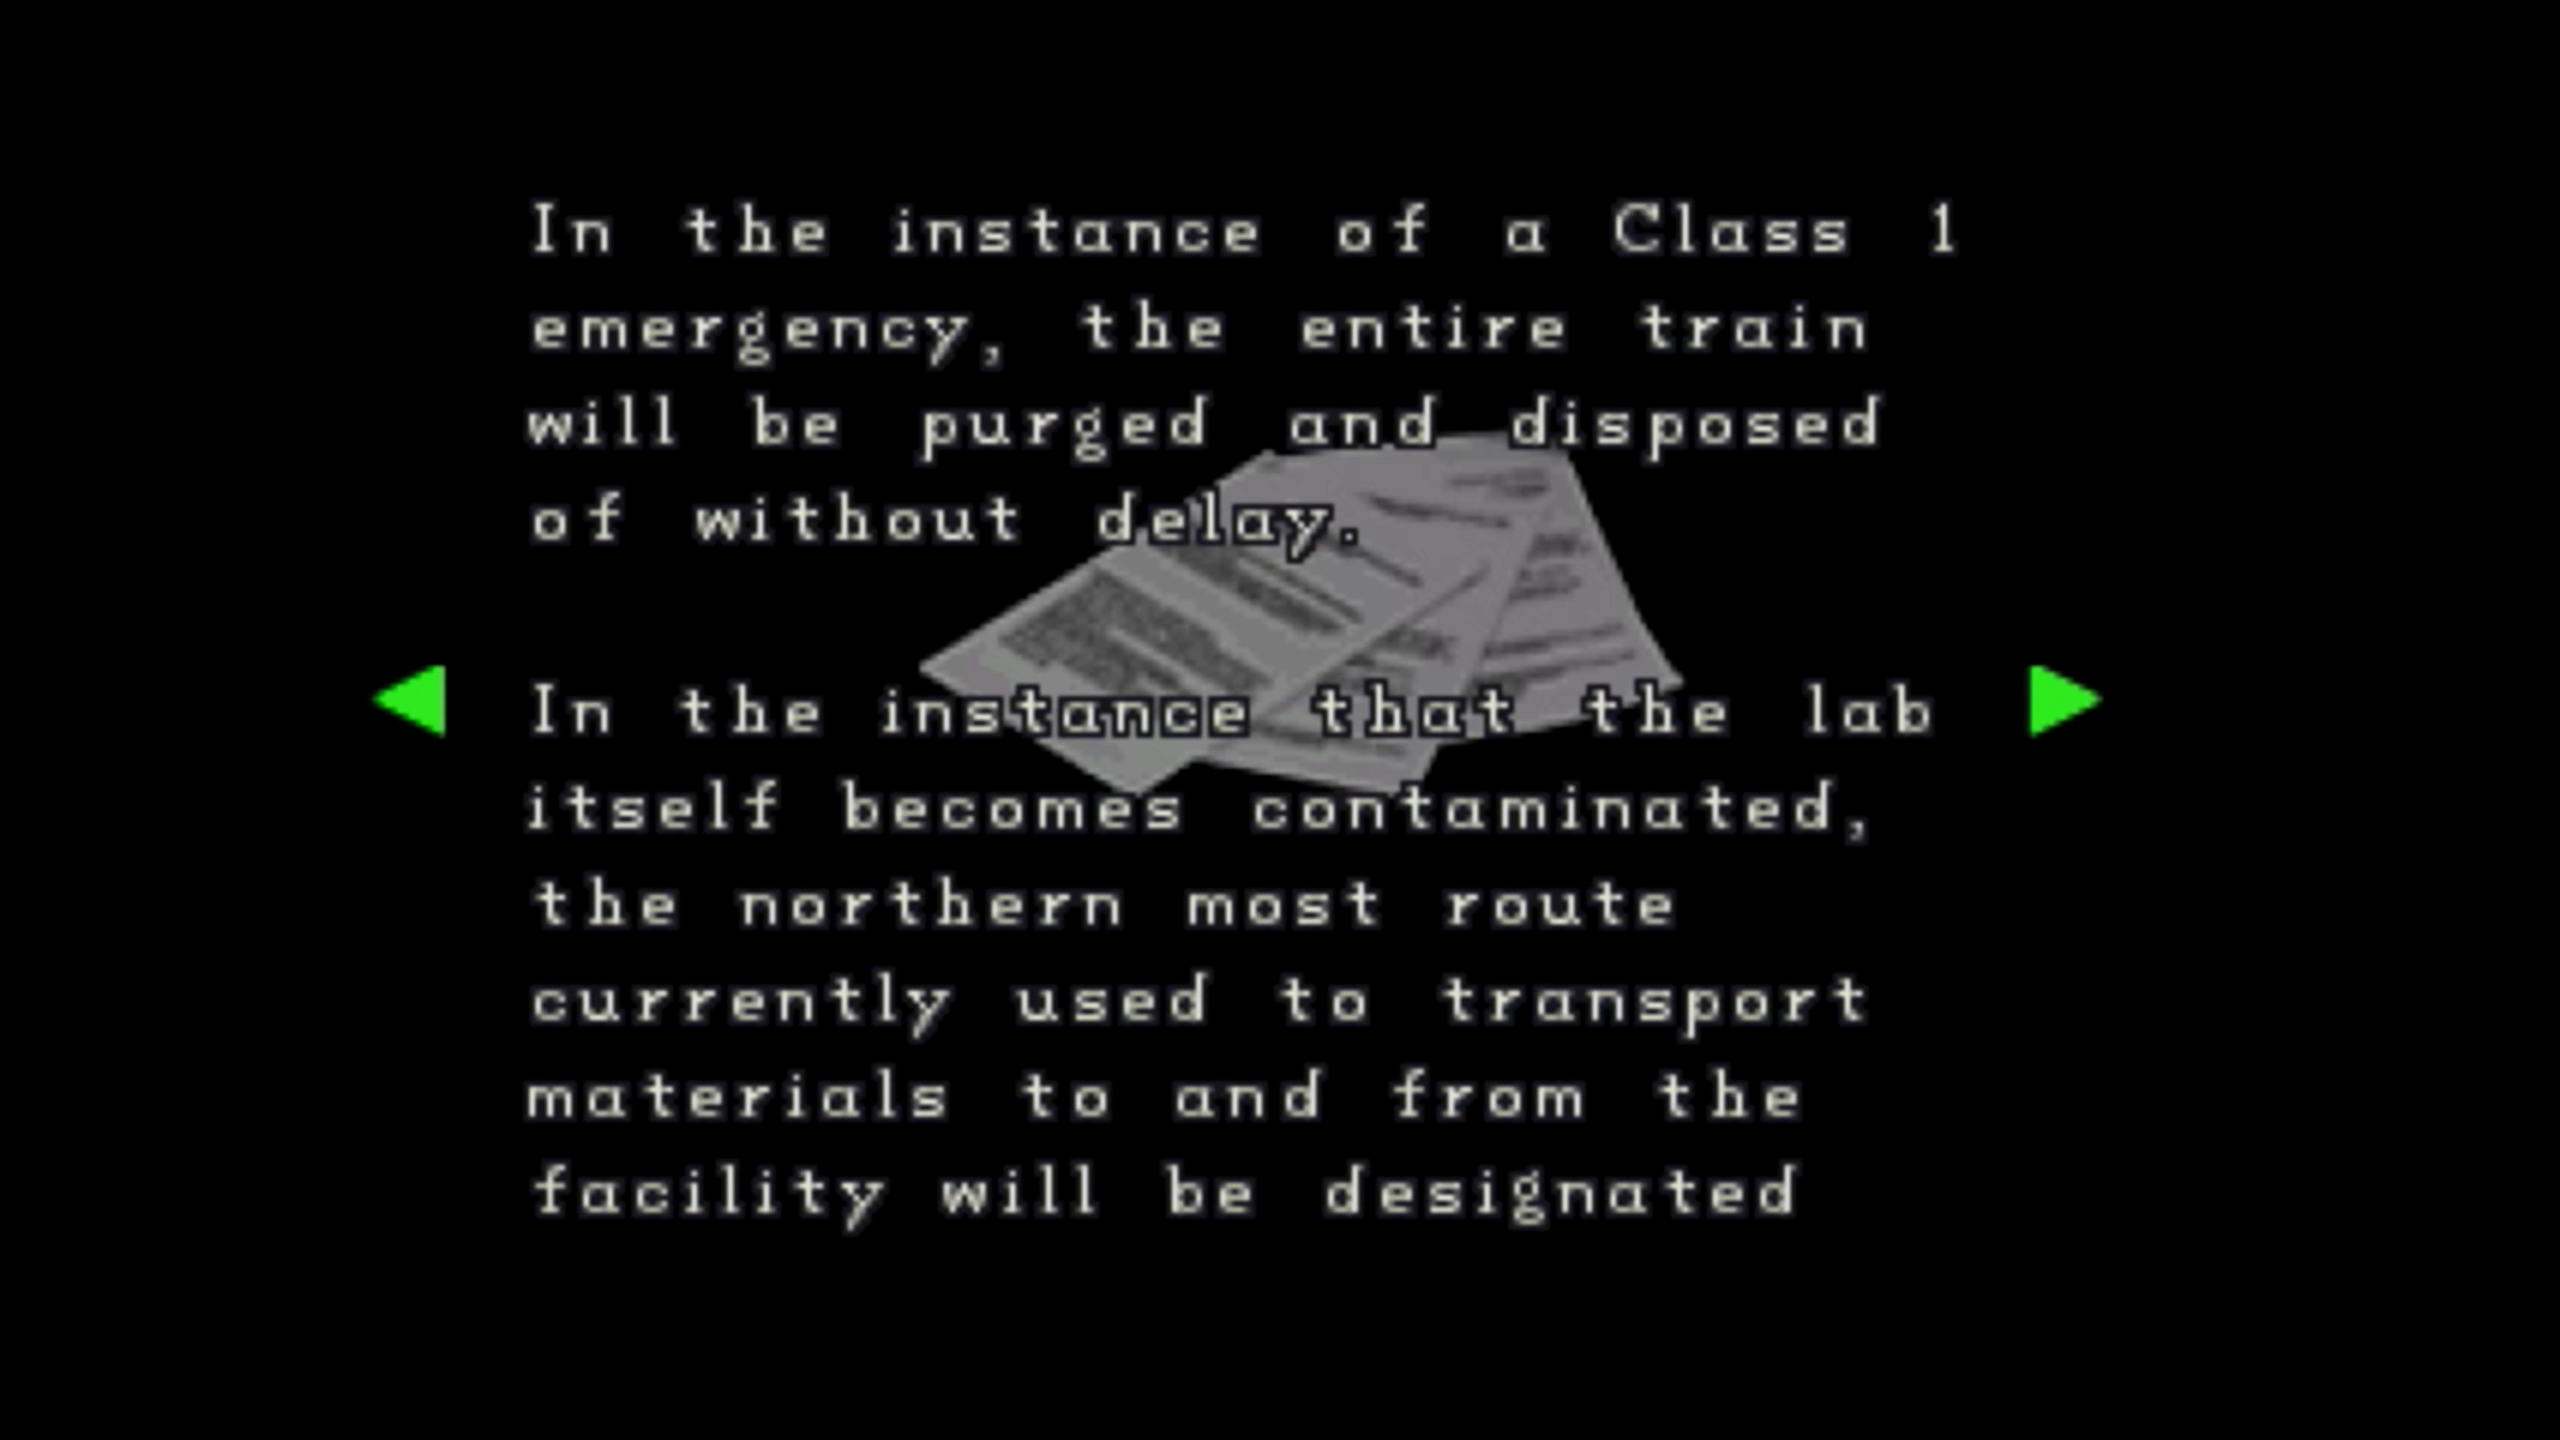 In the instance of a Class 1
emergency, the entire train
will be purged and disposed
of without delay.
In the instance that the lab
itself becomes contaminated,
the northern most route
currently used to transport
materials to and from the
facility will be designated